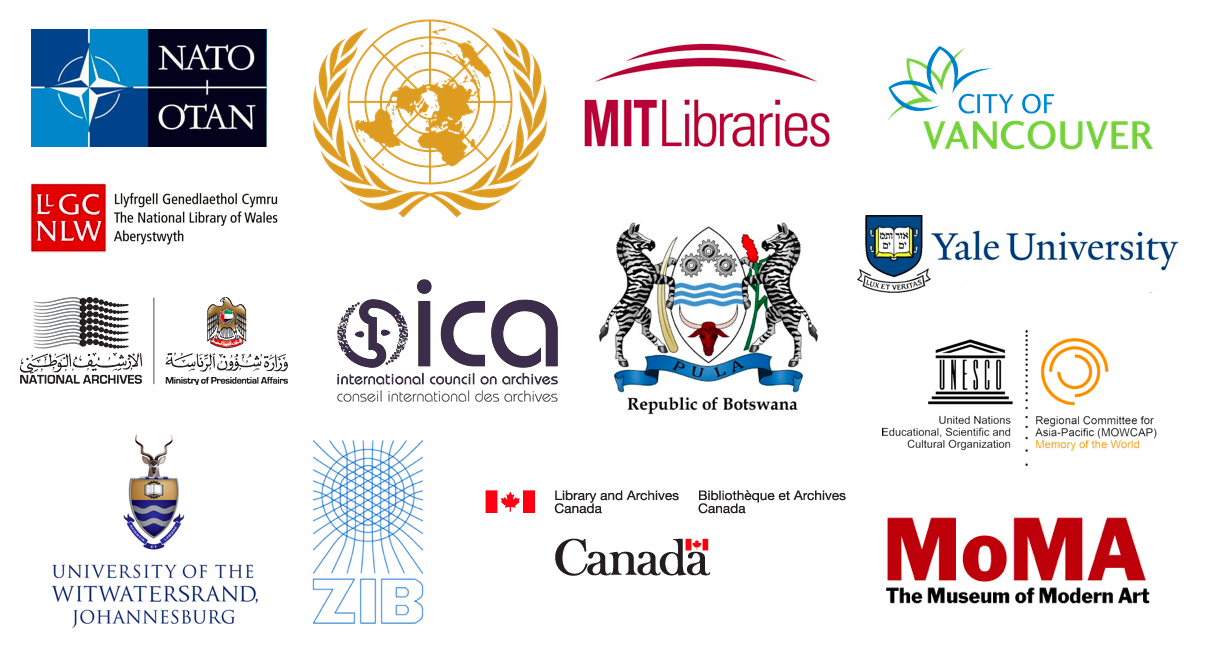 NATO
OTAN
MITLibraries
CITY OF
VANCOUVER
LLGC
NLW
Llyfrgell Genedlaethol Cymru
The National Library of Wales
Aberystwyth
אורים
ותמים
LUX ET VERITAS
Yale University
الأرشيف الوطني
NATIONAL ARCHIVES
وزارة شؤون الرئاسة
Ministry of Presidential Affairs
ica
international council on archives
conseil international des archives
PULA
Republic of Botswana
UNESCO
United Nations
Educational, Scientific and
Cultural Organization
Regional Committee for
Asia-Pacific (MOWCAP)
Memory of the World
UNIVERSITY OF THE
WITWATERSRAND,
JOHANNESBURG
ZIB
Library and Archives
Canada
Bibliothèque et Archives
Canada
Canada
MoMA
The Museum of Modern Art